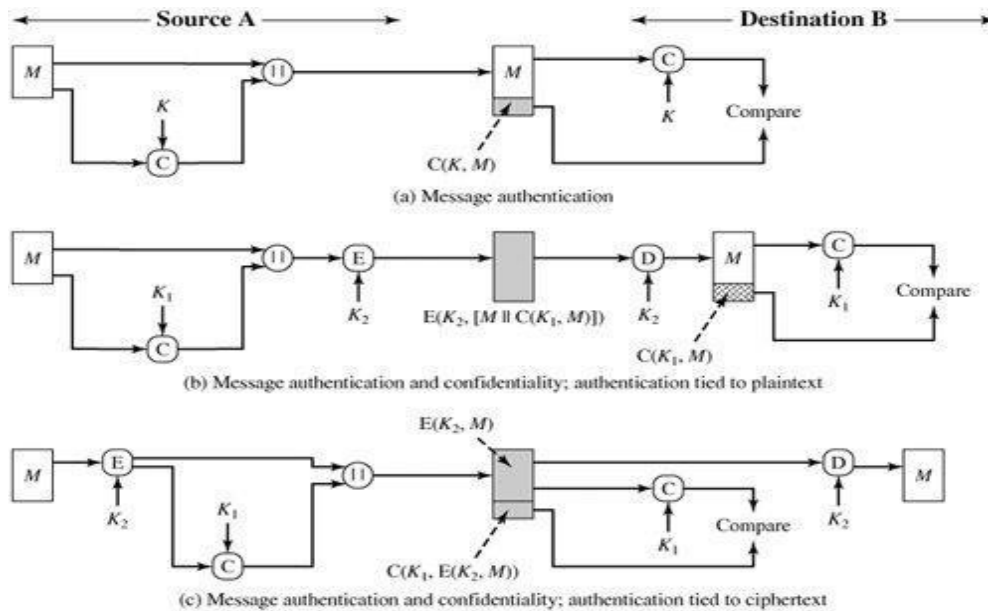 Source A
Destination B
M
||
M
C
K
C
K
Compare
C(K, M)
(a) Message authentication
M
||
E
D
M
C
K₁
C
K₂
E(K₂, [M || C(K₁, M)])
K₂
K₁
Compare
C(K₁, M)
(b) Message authentication and confidentiality; authentication tied to plaintext
E(K₂, M)
M
E
||
D
M
K₂
K₁
C
C
K₁
K₂
Compare
C(K₁, E(K₂, M))
(c) Message authentication and confidentiality; authentication tied to ciphertext